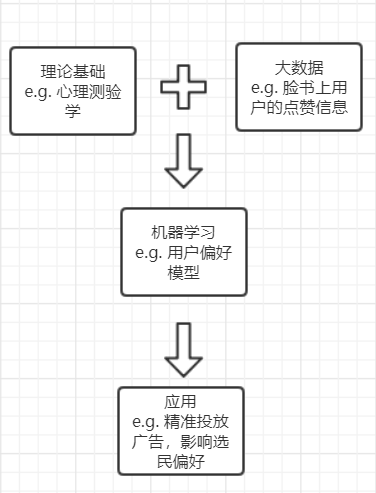 理论基础
e.g. 心理测验
学
大数据
e.g. 脸书上用
户的点赞信息
机器学习
e.g. 用户偏好
模型
应用
e.g. 精准投放
广告，影响选
民偏好